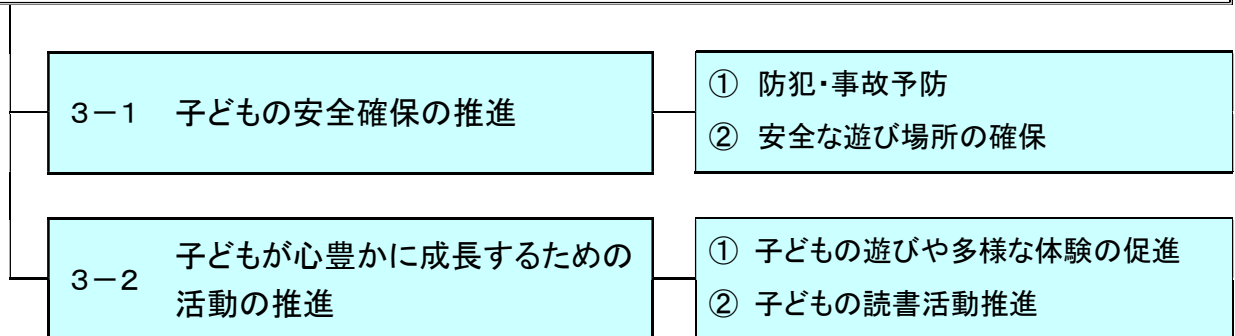 3－1 子どもの安全確保の推進
① 防犯・事故予防
② 安全な遊び場所の確保
3－2 子どもが心豊かに成長するための
活動の推進
① 子どもの遊びや多様な体験の促進
② 子どもの読書活動推進